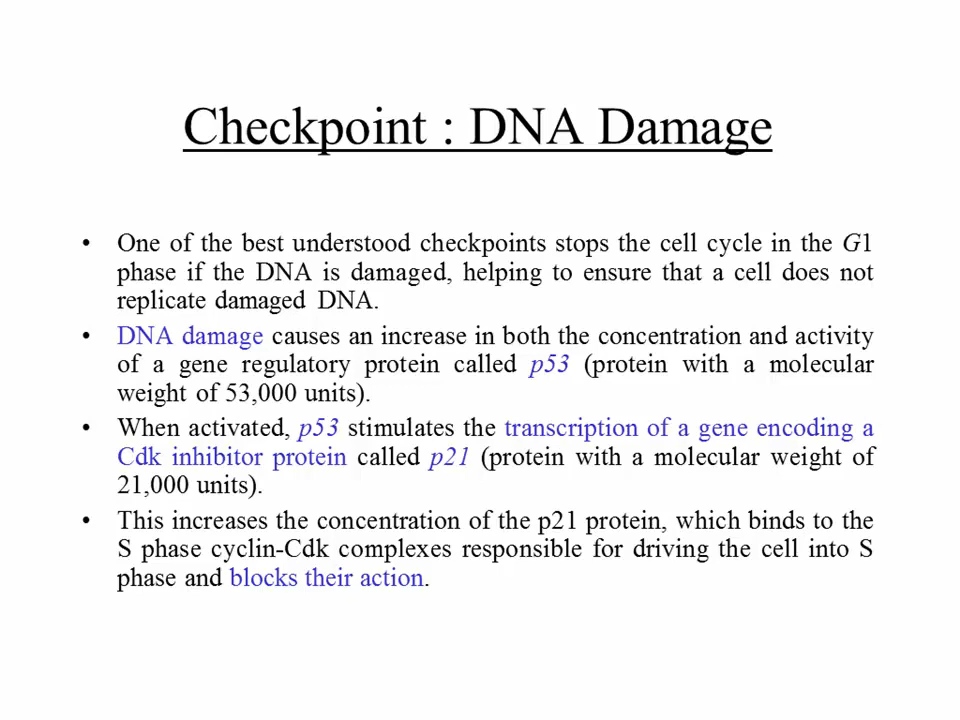 Checkpoint : DNA Damage
• One of the best understood checkpoints stops the cell cycle in the G1
phase if the DNA is damaged, helping to ensure that a cell does not
replicate damaged DNA.
• DNA damage causes an increase in both the concentration and activity
of a gene regulatory protein called p53 (protein with a molecular
weight of 53,000 units).
• When activated, p53 stimulates the transcription of a gene encoding a
Cdk inhibitor protein called p21 (protein with a molecular weight of
21,000 units).
• This increases the concentration of the p21 protein, which binds to the
S phase cyclin-Cdk complexes responsible for driving the cell into S
phase and blocks their action.